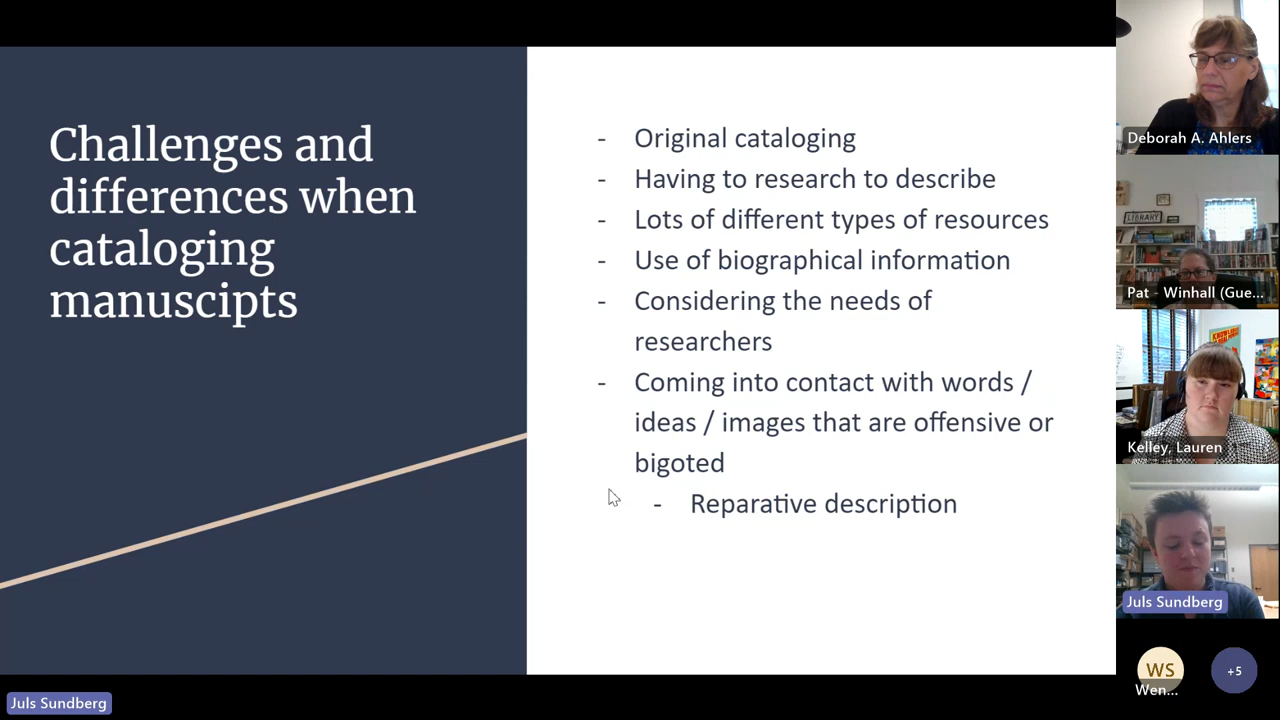 Challenges and
differences when
cataloging
manuscipts
- Original cataloging
- Having to research to describe
- Lots of different types of resources
- Use of biographical information
- Considering the needs of
researchers
- Coming into contact with words /
ideas / images that are offensive or
bigoted
- Reparative description
Deborah A. Ahlers
LIBRARY
Pat - Winhall (Gue...
Kelley, Lauren
Juls Sundberg
WS
Wen...
+5
Juls Sundberg